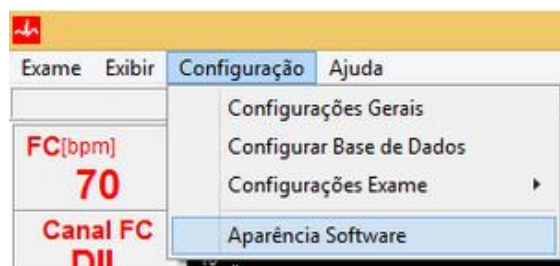 Exame Exibir Configuração Ajuda
Configurações Gerais
FC[bpm] Configurar Base de Dados
70 Configurações Exame
Canal FC Aparência Software
DII